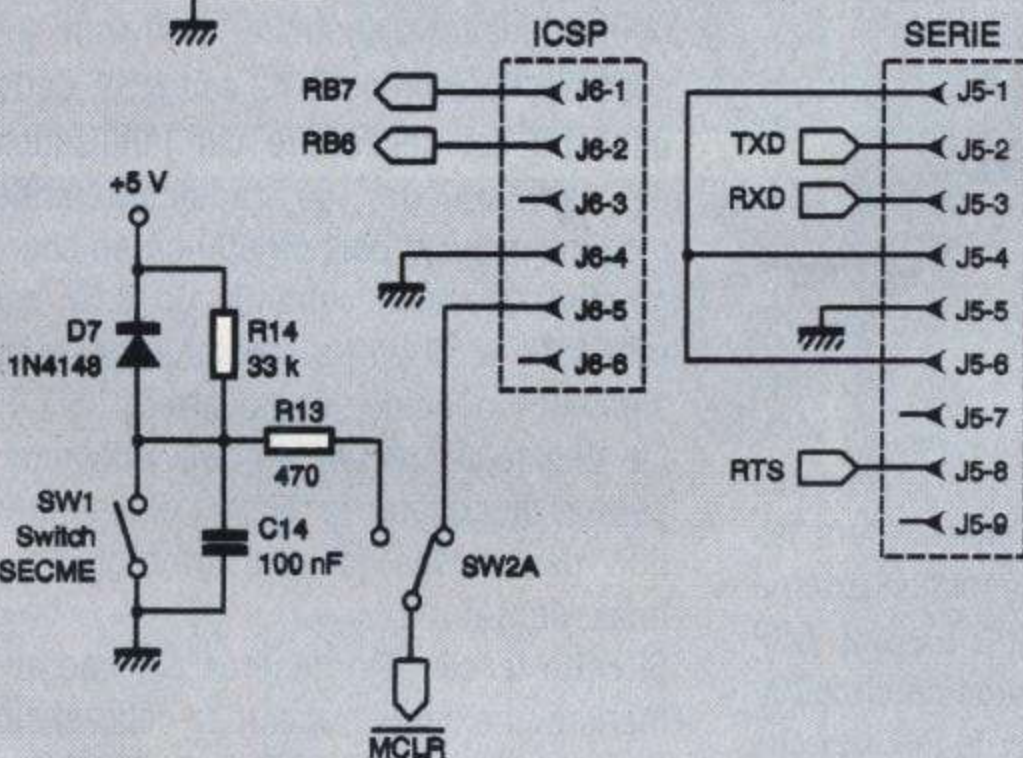 ICSP
SERIE
RB7
J6-1
J5-1
RB6
J6-2
TXD
J5-2
J6-3
RXD
J5-3
+5 V
J6-4
J5-4
J6-5
J5-5
D7
1N4148
R14
33 k
J6-6
J5-6
R13
470
J5-7
RTS
J5-8
SW1
Switch
SECME
C14
100 nF
SW2A
J5-9
MCLR